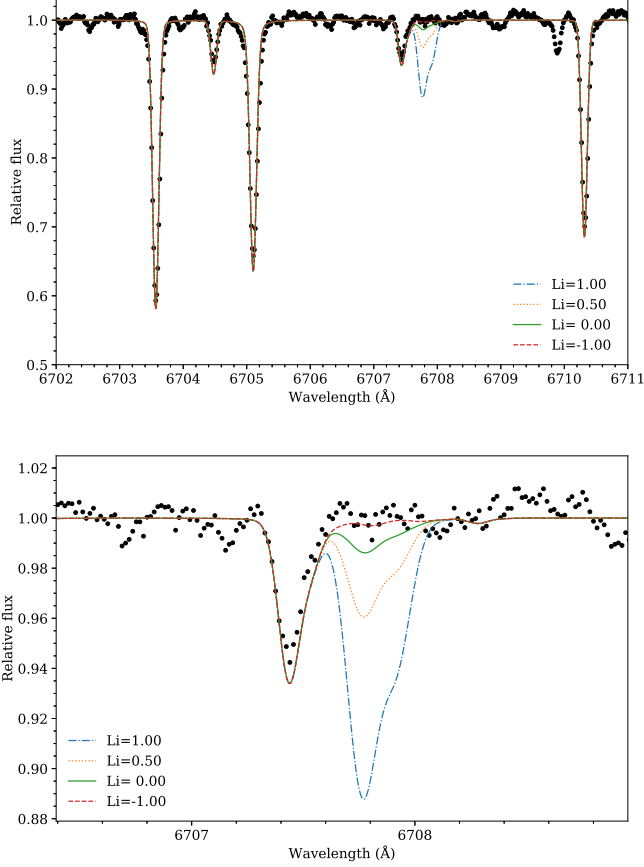 1.0
0.9
0.8
0.7
0.6
0.5
Relative flux
Li=1.00
Li=0.50
Li= 0.00
Li=-1.00
6702 6703 6704 6705 6706 6707 6708 6709 6710 6711
Wavelength (Å)
1.02
1.00
0.98
0.96
0.94
0.92
0.90
0.88
Relative flux
Li=1.00
Li=0.50
Li= 0.00
Li=-1.00
6707 6708
Wavelength (Å)